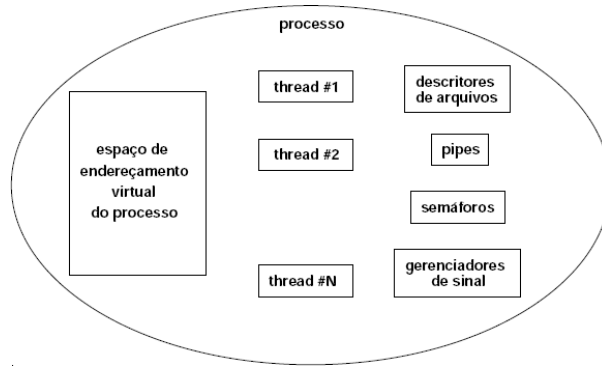 processo
espaço de
endereçamento
virtual
do processo
thread #1
thread #2
thread #N
descritores
de arquivos
pipes
semáforos
gerenciadores
de sinal